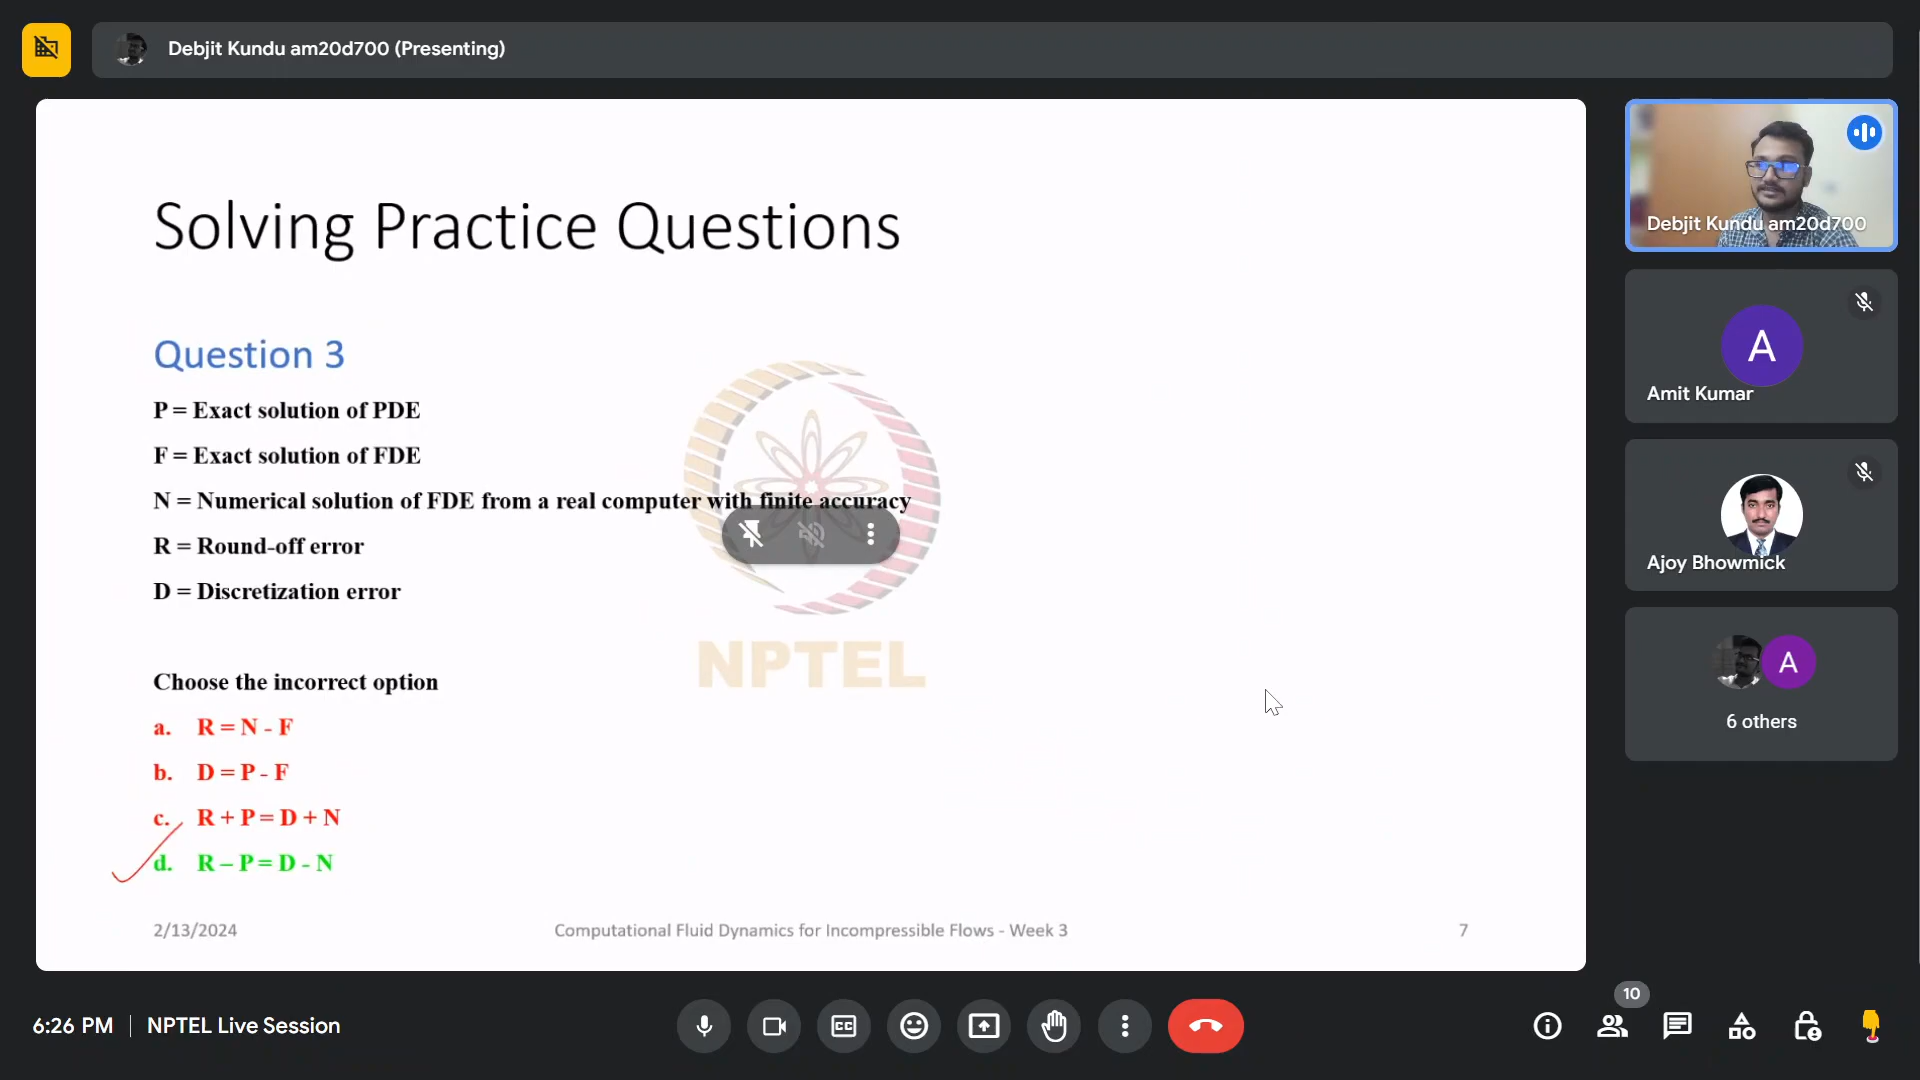 Debjit Kundu am20d700 (Presenting)
Solving Practice Questions
Question 3
P = Exact solution of PDE
F = Exact solution of FDE
N = Numerical solution of FDE from a real computer with finite accuracy
R = Round-off error
D = Discretization error
NPTEL
Choose the incorrect option
a. R = N - F
b. D = P - F
c. R + P = D + N
d. R – P = D - N
2/13/2024
Computational Fluid Dynamics for Incompressible Flows - Week 3
7
Debjit Kundu am20d700
A
Amit Kumar
Ajoy Bhowmick
A
6 others
6:26 PM | NPTEL Live Session
CC
10